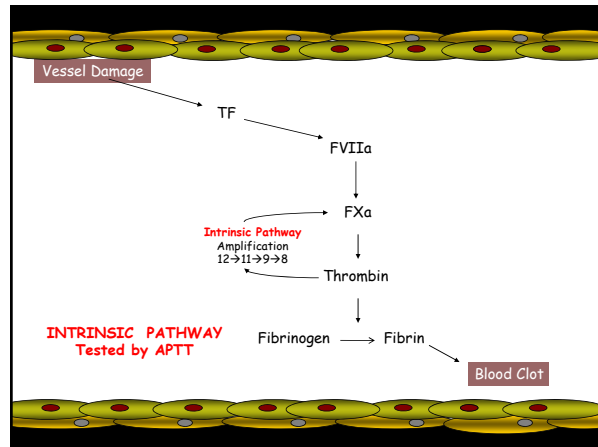 Vessel Damage
TF
FVIIa
FXa
Intrinsic Pathway
Amplification
12→11→9→8
Thrombin
INTRINSIC PATHWAY
Tested by APTT
Fibrinogen
Fibrin
Blood Clot